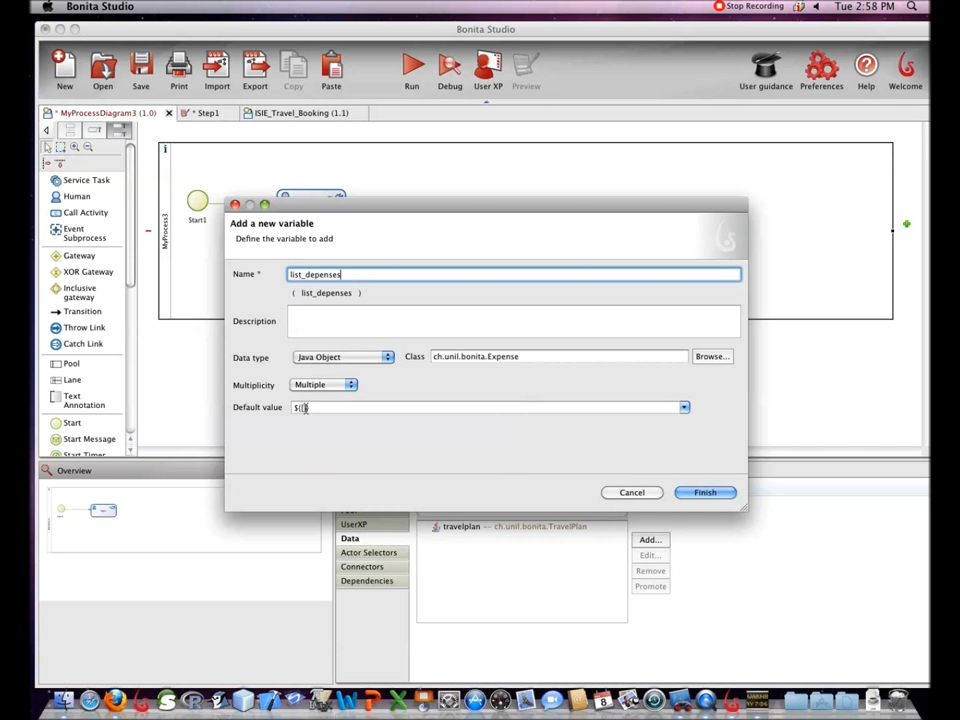 Bonita Studio
Stop Recording
Tue 2:58 PM
Bonita Studio
New
Open
Save
Print
Import
Export
Copy
Paste
Run
Debug
User XP
Preview
User guidance
Preferences
Help
Welcome
* MyProcessDiagram3 (1.0)
* Step1
ISIE_Travel_Booking (1.1)
Service Task
Human
Call Activity
Event
Subprocess
Gateway
XOR Gateway
Inclusive
gateway
Transition
Throw Link
Catch Link
Pool
Lane
Text
Annotation
Start
Start Message
Start Timer
MyProcess3
Start1
Add a new variable
Define the variable to add
Name *
list_depenses
( list_depenses )
Description
Data type
Java Object
Class
ch.unil.bonita.Expense
Browse...
Multiplicity
Multiple
Default value
Cancel
Finish
Overview
UserXP
Data
Actor Selectors
Connectors
Dependencies
travelplan -- ch.unil.bonita.TravelPlan
Add...
Edit...
Remove
Promote